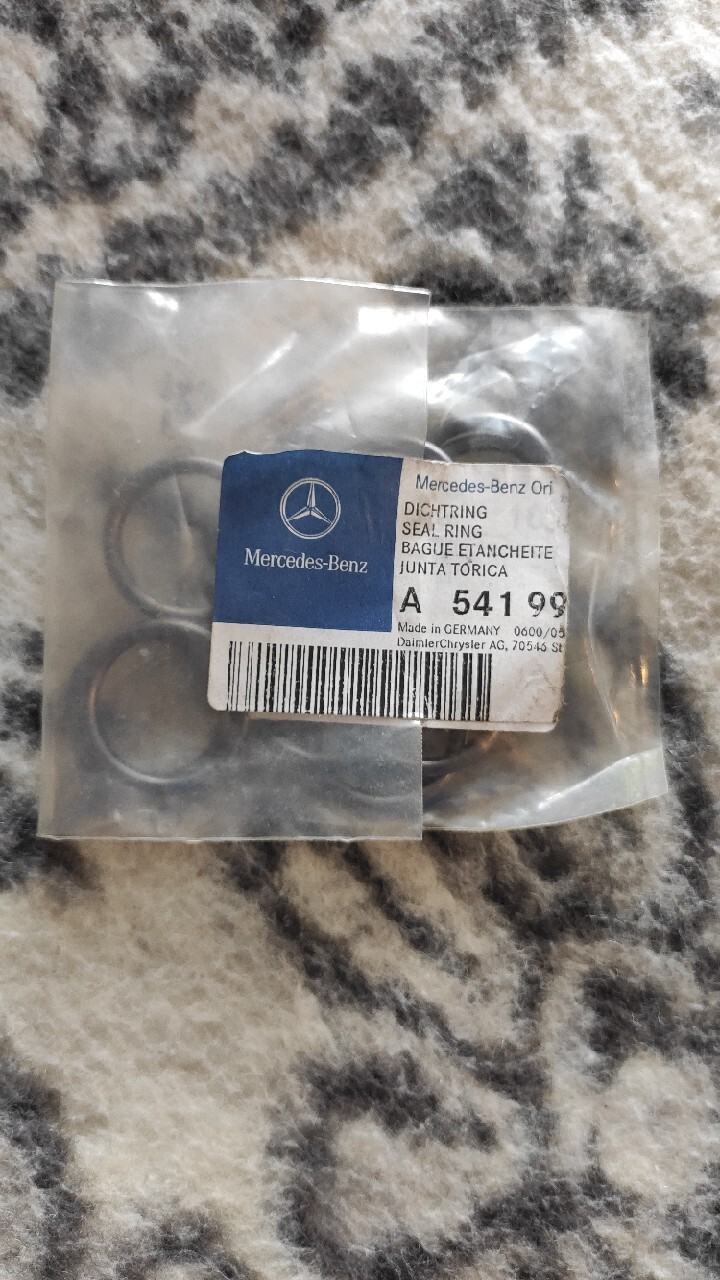 Mercedes-Benz
Mercedes-Benz Ori
DICHTRING
SEAL RING
BAGUE ETANCHEITE
JUNTA TORICA
A 541 99
Made in GERMANY 0600/05
DaimlerChrysler AG, 70546 St